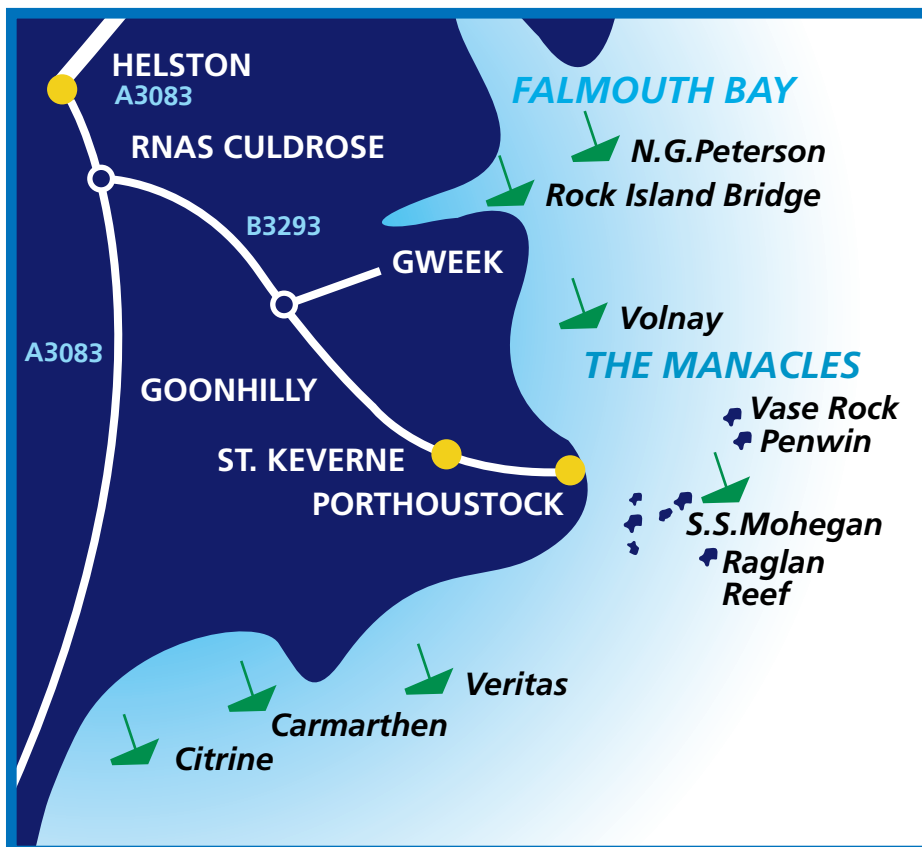 HELSTON
A3083
FALMOUTH BAY
RNAS CULDROSE
N.G.Peterson
Rock Island Bridge
B3293
GWEEK
Volnay
A3083
THE MANACLES
GOONHILLY
Vase Rock
Penwin
ST. KEVERNE
PORTHOUSTOCK
S.S.Mohegan
Raglan
Reef
Veritas
Carmarthen
Citrine